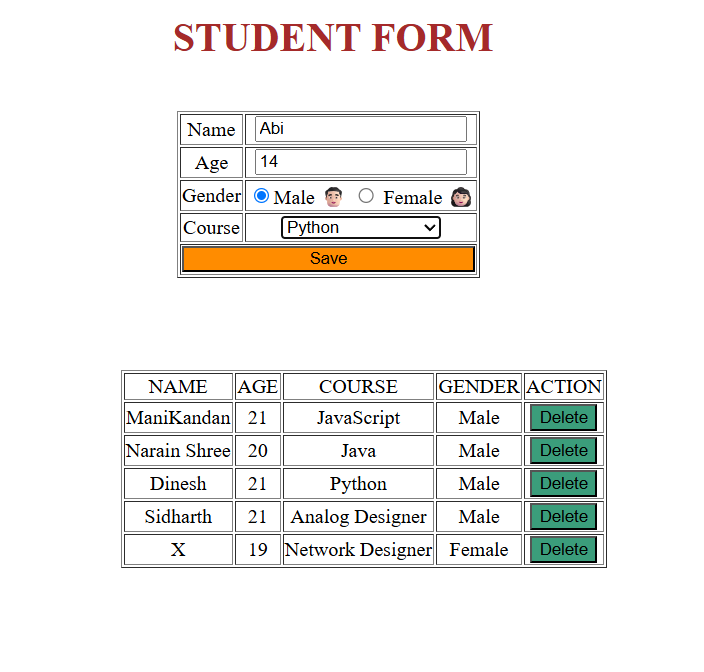 STUDENT FORM
Name Abi
Age 14
Gender Male Female
Course Python
Save
NAME AGE COURSE GENDER ACTION
ManiKandan 21 JavaScript Male Delete
Narain Shree 20 Java Male Delete
Dinesh 21 Python Male Delete
Sidharth 21 Analog Designer Male Delete
X 19 Network Designer Female Delete